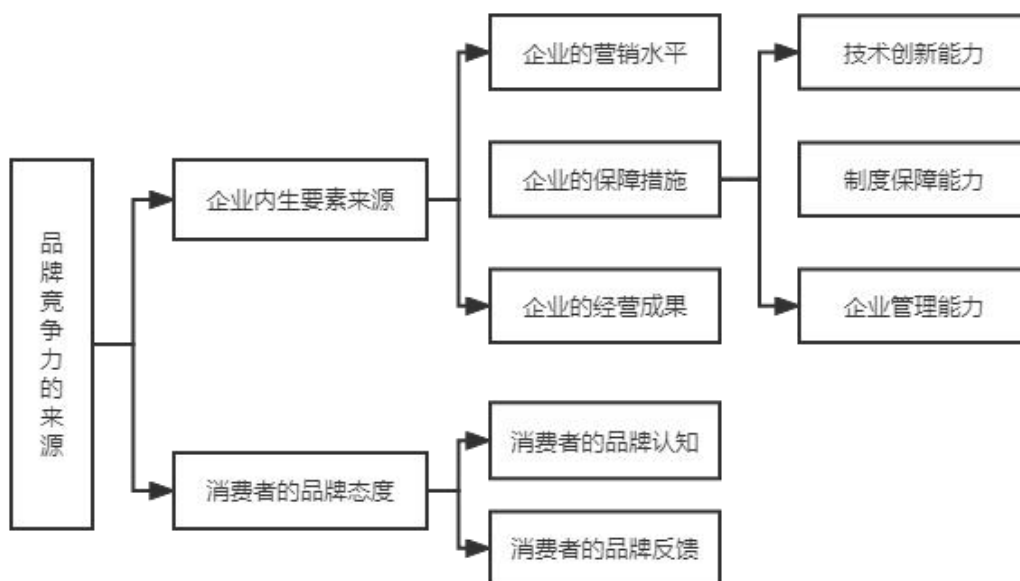 品牌竞争力的来源
企业内生要素来源
企业的营销水平
企业的保障措施
企业的经营成果
技术创新能力
制度保障能力
企业管理能力
消费者的品牌态度
消费者的品牌认知
消费者的品牌反馈